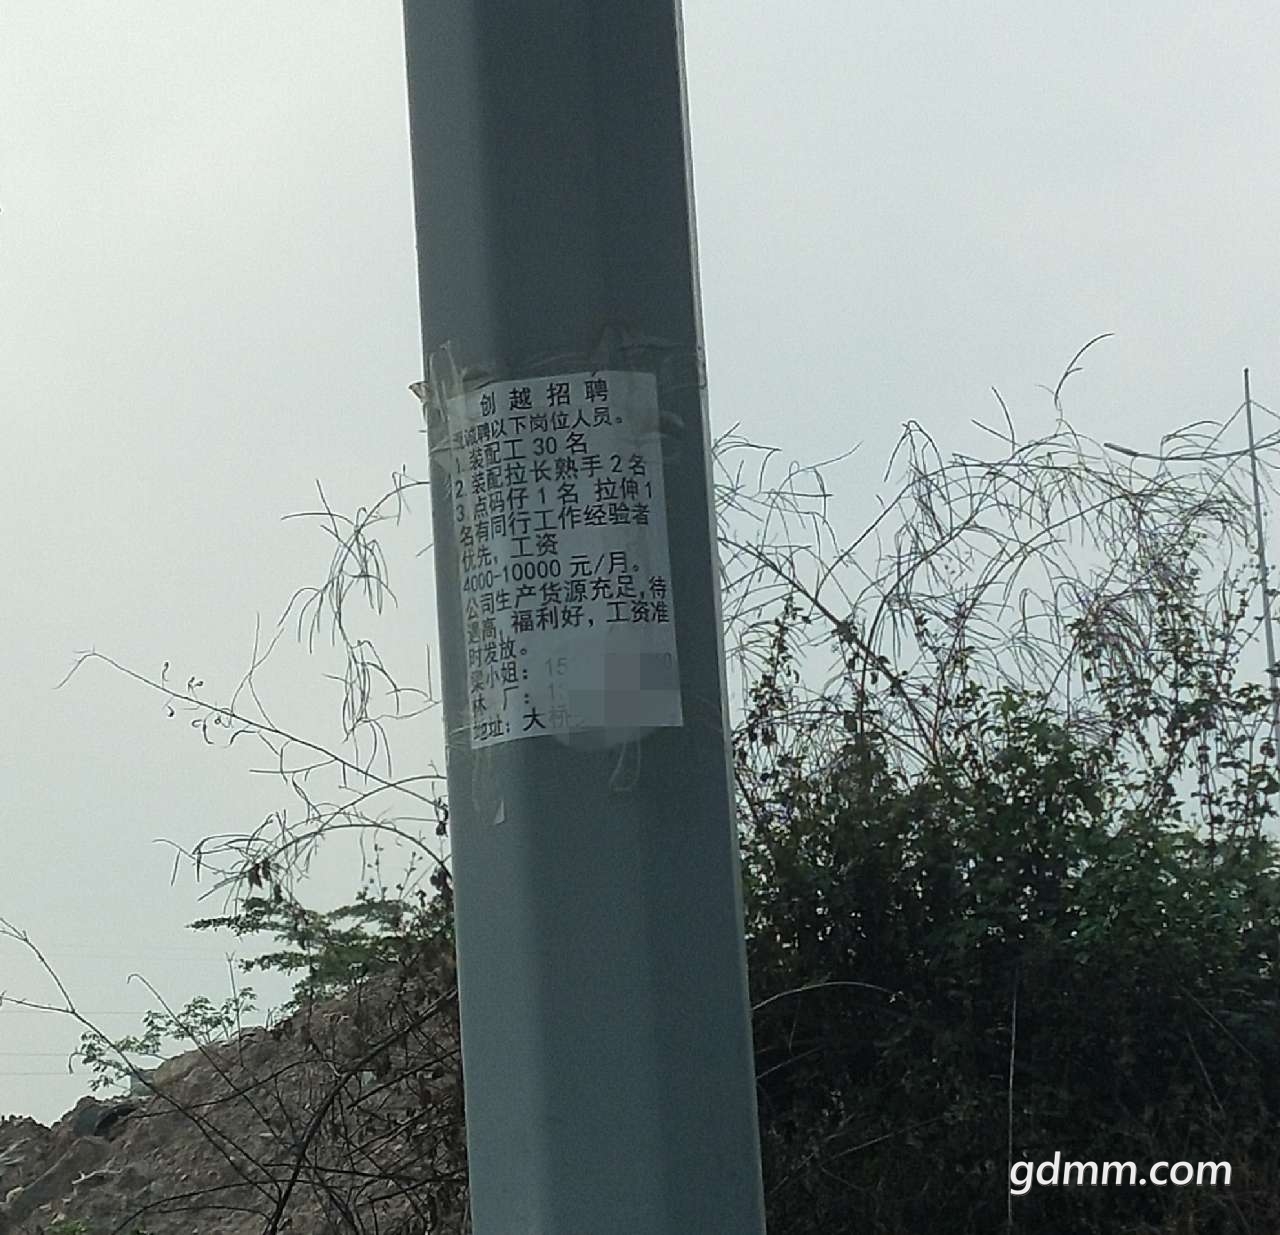 创越招聘
诚聘以下岗位人员。
1.装配工 30 名
2.装配拉长熟手 2 名
3.点码仔 1 名 拉伸 1
名有同行工作经验者
优先，工资
4000-10000 元/月。
公司生产货源充足,待
遇高,福利好，工资准
时发放。
梁小姐：15
林 厂：1
地址：大桥
gdmm.com